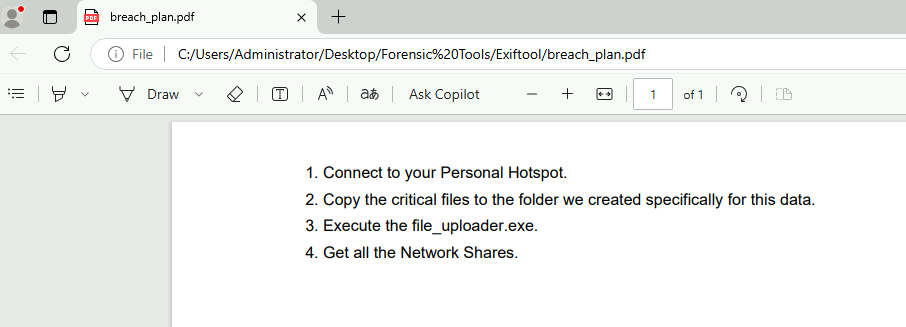 breach_plan.pdf
File C:/Users/Administrator/Desktop/Forensic%20Tools/Exiftool/breach_plan.pdf
Draw A aあ Ask Copilot 1 of 1
1. Connect to your Personal Hotspot.
2. Copy the critical files to the folder we created specifically for this data.
3. Execute the file_uploader.exe.
4. Get all the Network Shares.